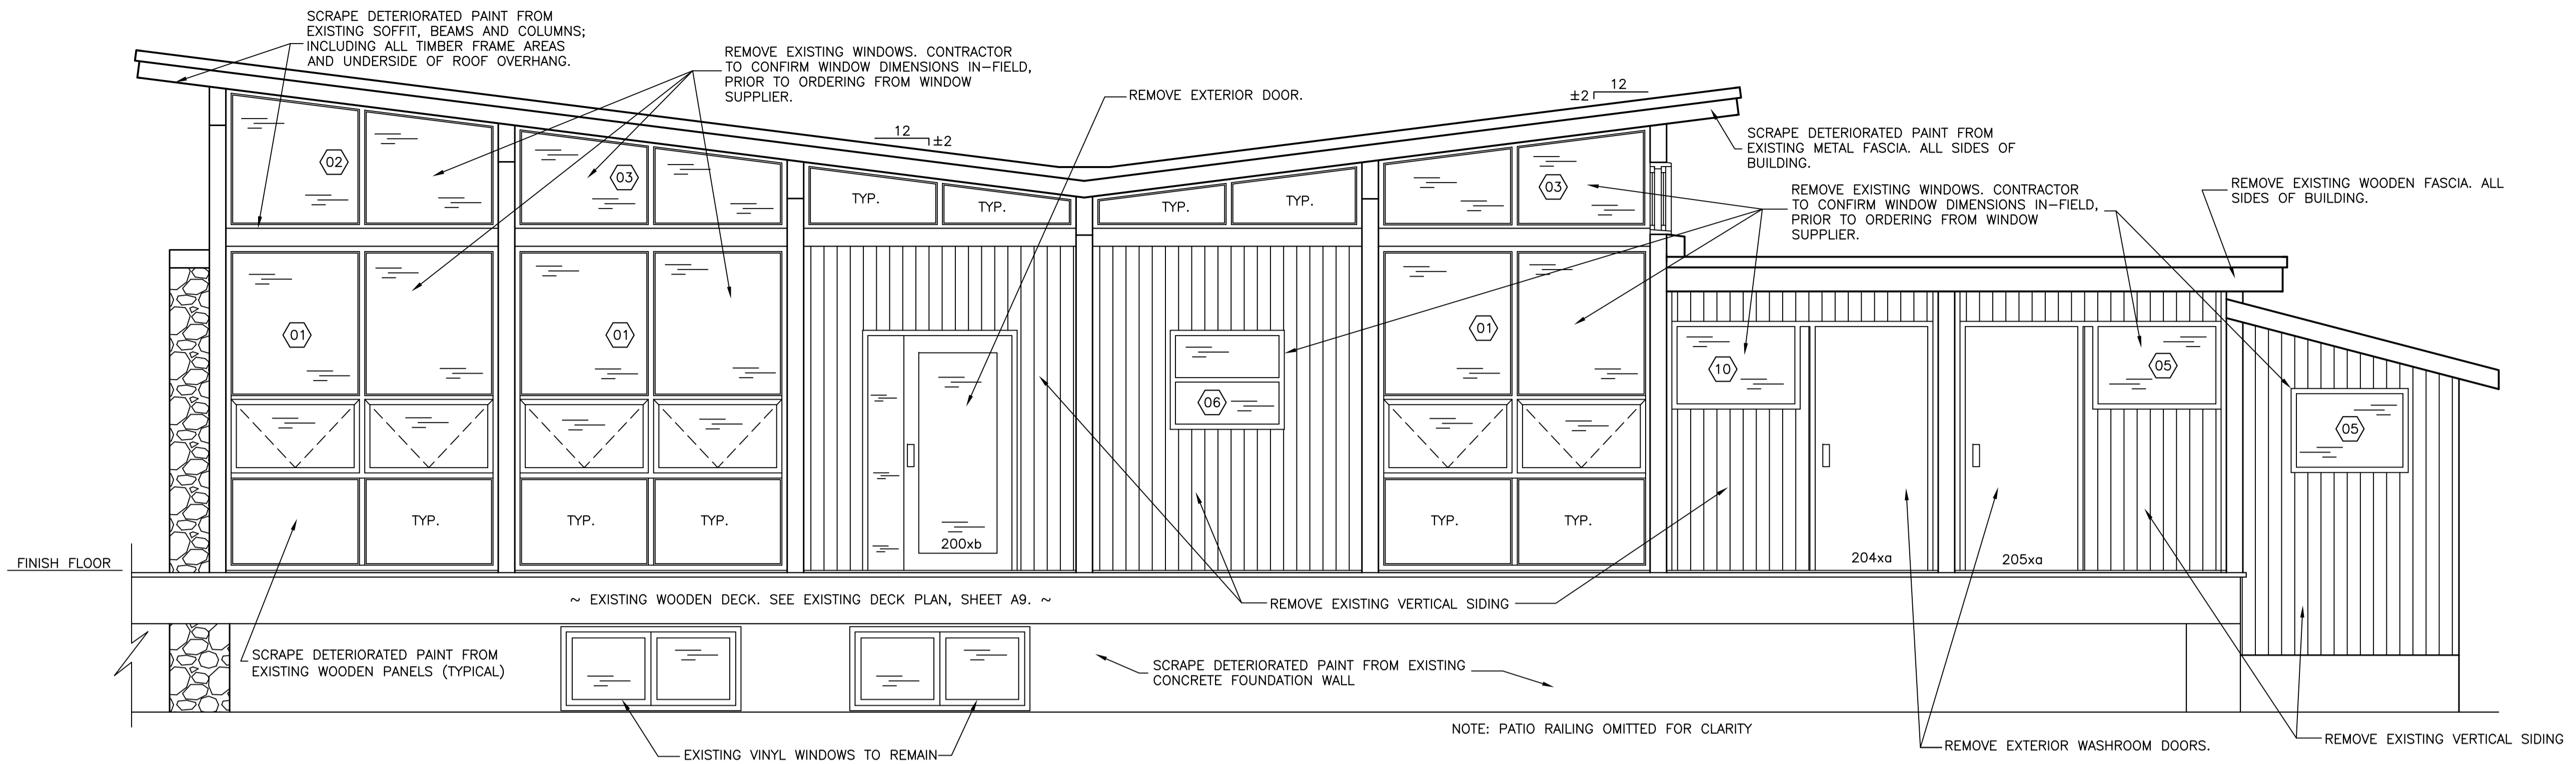 SCRAPE DETERIORATED PAINT FROM
EXISTING SOFFIT, BEAMS AND COLUMNS;
INCLUDING ALL TIMBER FRAME AREAS
AND UNDERSIDE OF ROOF OVERHANG.
REMOVE EXISTING WINDOWS. CONTRACTOR
TO CONFIRM WINDOW DIMENSIONS IN-FIELD,
PRIOR TO ORDERING FROM WINDOW
SUPPLIER.
REMOVE EXTERIOR DOOR.
12
±2
12
±2
SCRAPE DETERIORATED PAINT FROM
EXISTING METAL FASCIA. ALL SIDES OF
BUILDING.
REMOVE EXISTING WINDOWS. CONTRACTOR
TO CONFIRM WINDOW DIMENSIONS IN-FIELD,
PRIOR TO ORDERING FROM WINDOW
SUPPLIER.
REMOVE EXISTING WOODEN FASCIA. ALL
SIDES OF BUILDING.
02
03
TYP.
TYP.
TYP.
TYP.
03
01
01
01
06
10
05
05
TYP.
TYP.
TYP.
TYP.
TYP.
200xb
204xa
205xa
FINISH FLOOR
~ EXISTING WOODEN DECK. SEE EXISTING DECK PLAN, SHEET A9. ~
REMOVE EXISTING VERTICAL SIDING
SCRAPE DETERIORATED PAINT FROM
EXISTING WOODEN PANELS (TYPICAL)
SCRAPE DETERIORATED PAINT FROM EXISTING
CONCRETE FOUNDATION WALL
NOTE: PATIO RAILING OMITTED FOR CLARITY
EXISTING VINYL WINDOWS TO REMAIN
REMOVE EXTERIOR WASHROOM DOORS.
REMOVE EXISTING VERTICAL SIDING